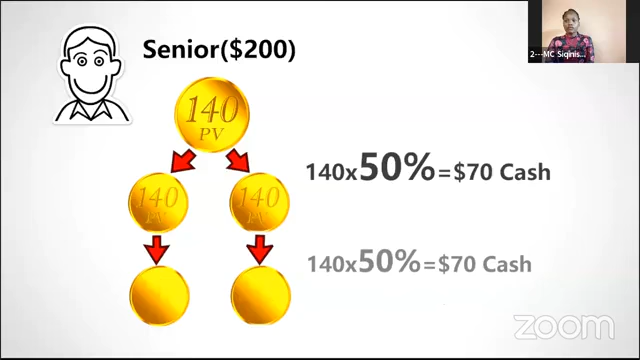 2---MC Siqinis...
Senior($200)
140
PV
140x50%=$70 Cash
140
PV
140
PV
140x50%=$70 Cash
zoom